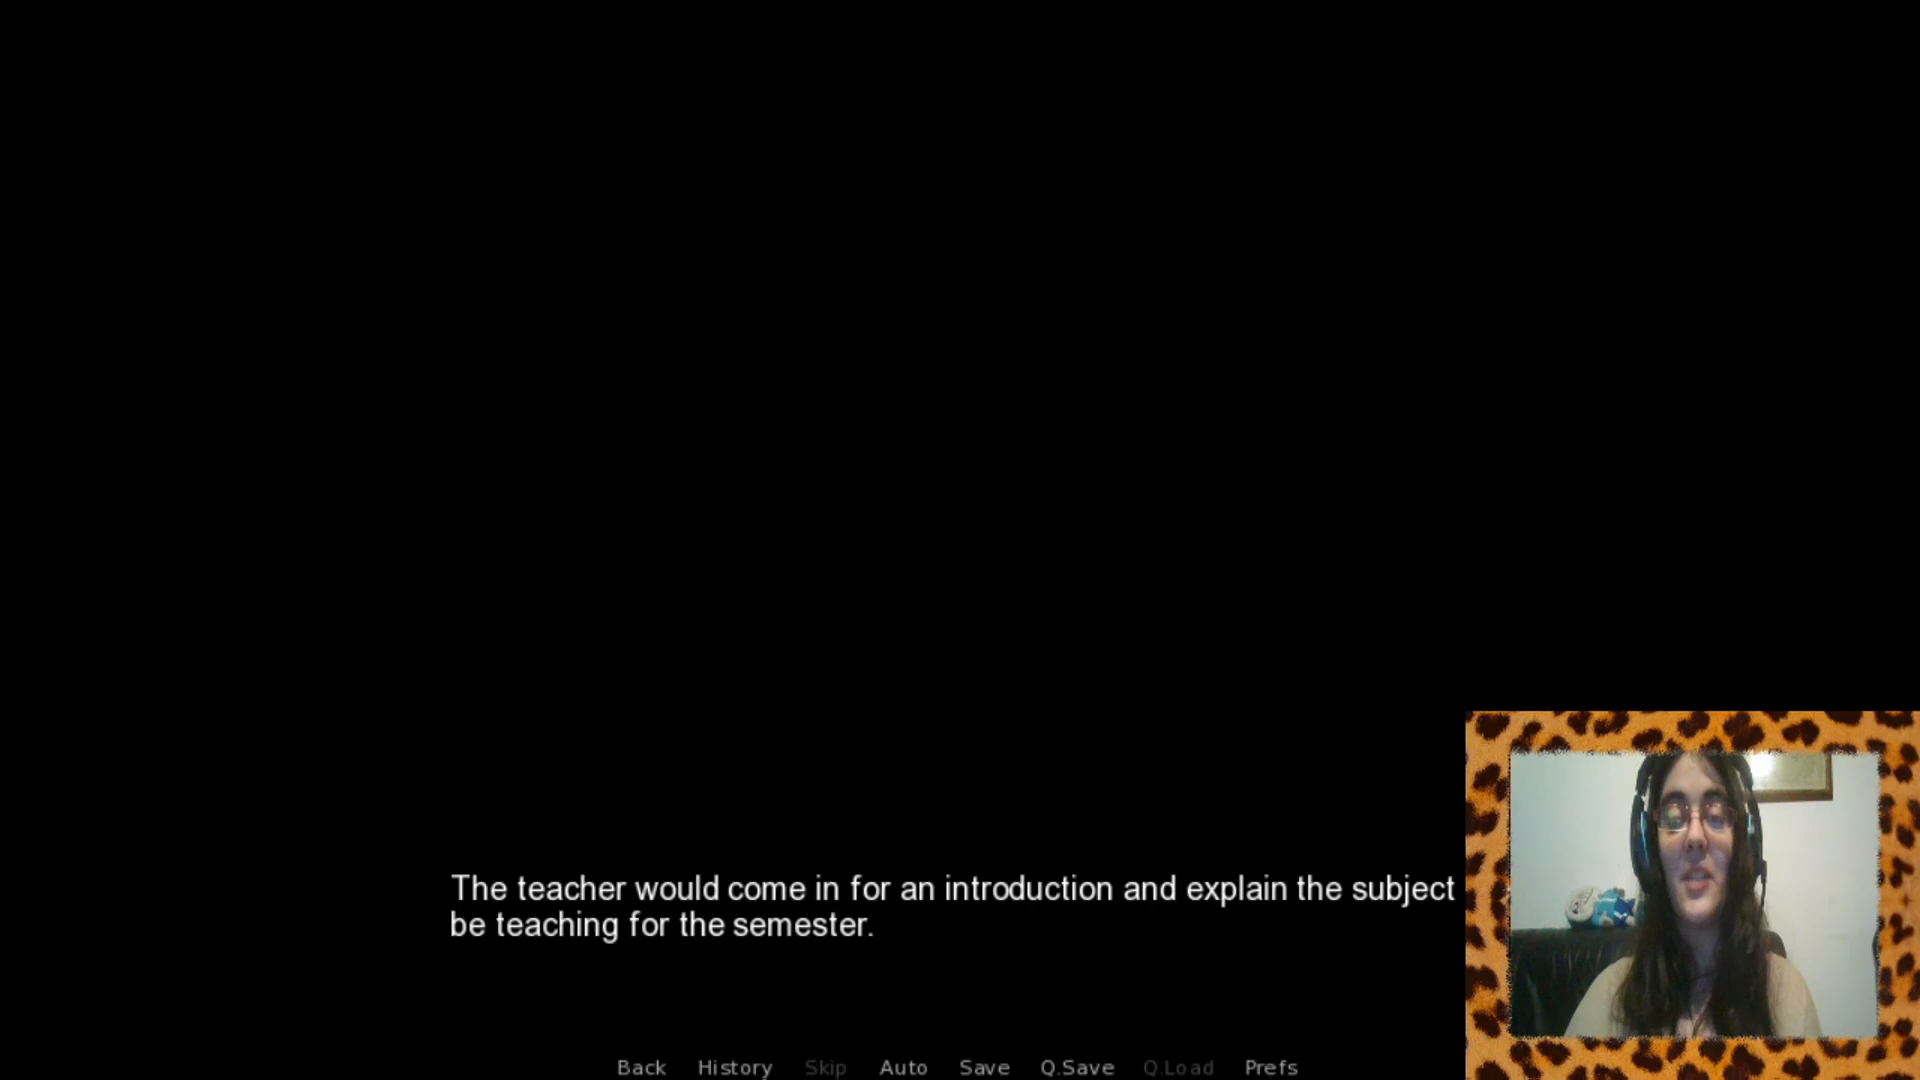 The teacher would come in for an introduction and explain the subject
be teaching for the semester.
Back History Skip Auto Save Q.Save Q.Load Prefs